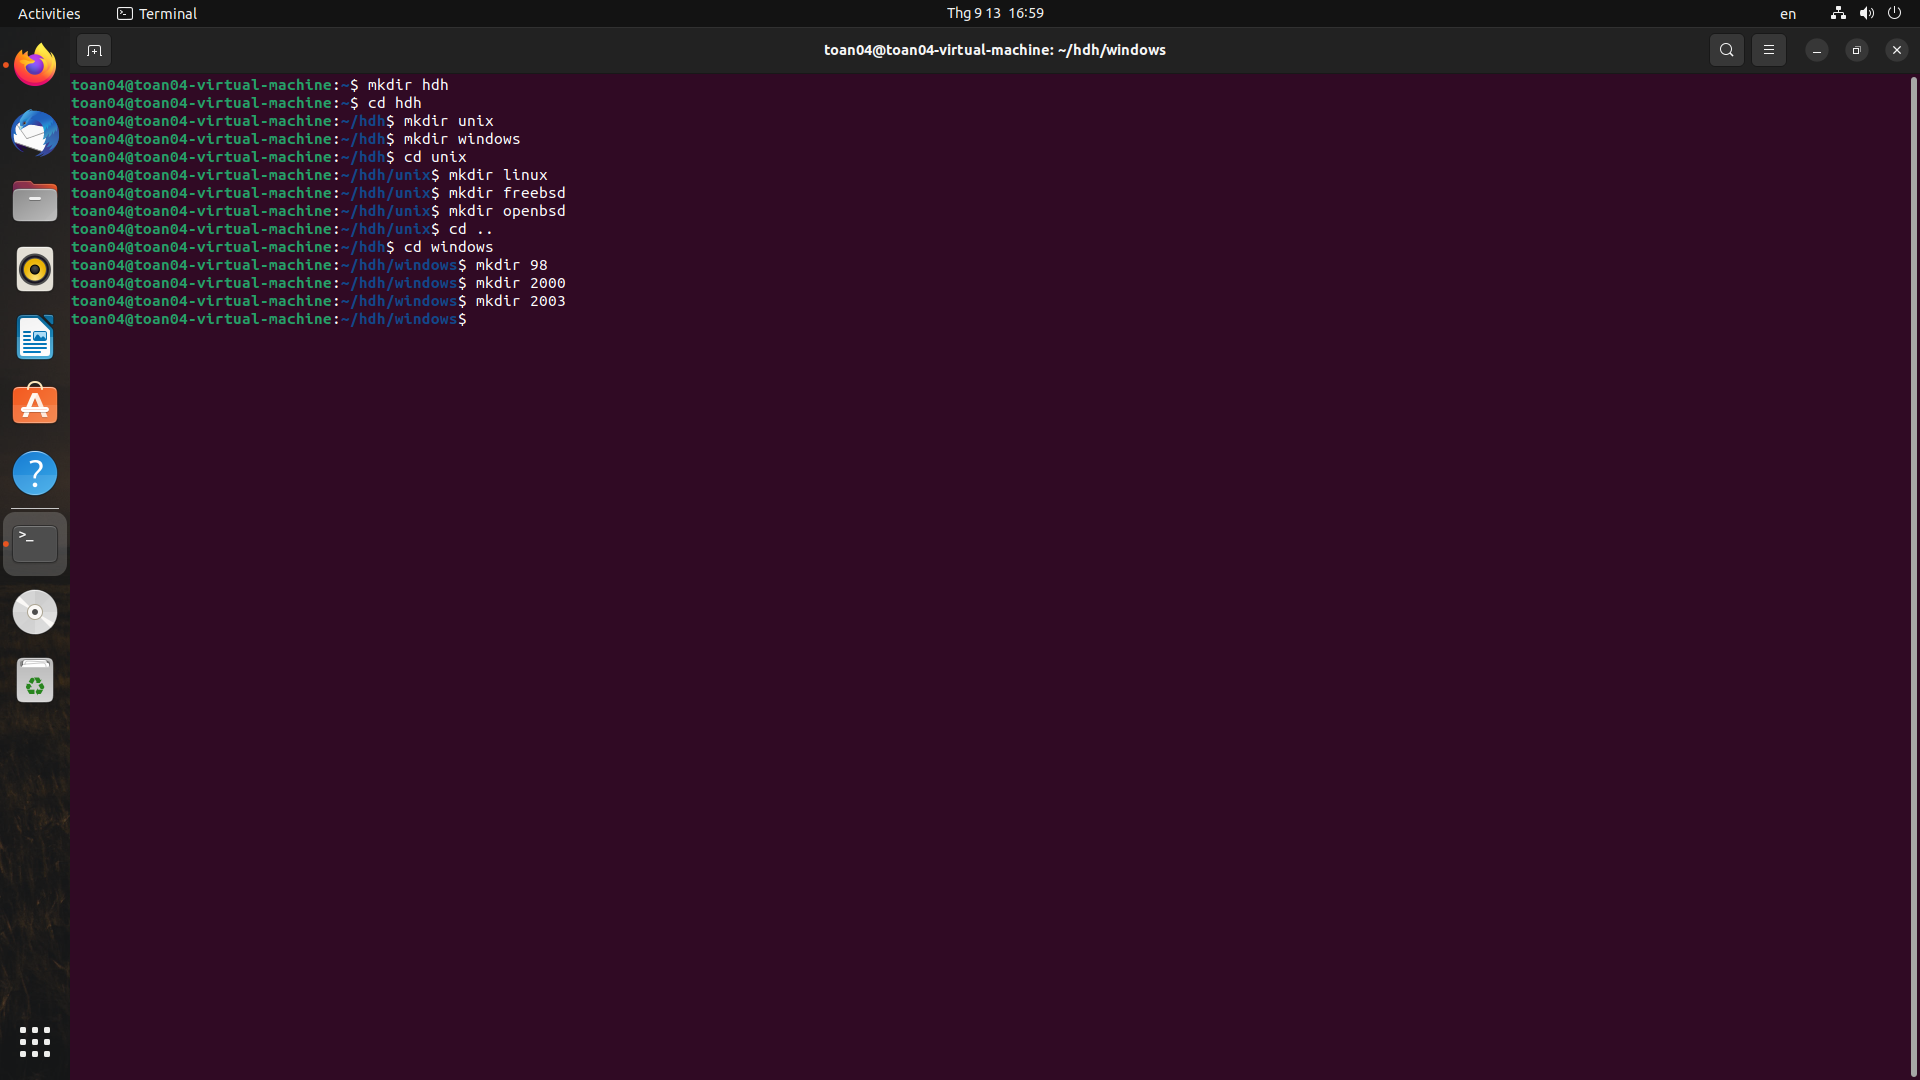 Activities
Terminal
Thg 9 13 16:59
en
toan04@toan04-virtual-machine: ~/hdh/windows
toan04@toan04-virtual-machine:~$ mkdir hdh
toan04@toan04-virtual-machine:~$ cd hdh
toan04@toan04-virtual-machine:~/hdh$ mkdir unix
toan04@toan04-virtual-machine:~/hdh$ mkdir windows
toan04@toan04-virtual-machine:~/hdh$ cd unix
toan04@toan04-virtual-machine:~/hdh/unix$ mkdir linux
toan04@toan04-virtual-machine:~/hdh/unix$ mkdir freebsd
toan04@toan04-virtual-machine:~/hdh/unix$ mkdir openbsd
toan04@toan04-virtual-machine:~/hdh/unix$ cd ..
toan04@toan04-virtual-machine:~/hdh$ cd windows
toan04@toan04-virtual-machine:~/hdh/windows$ mkdir 98
toan04@toan04-virtual-machine:~/hdh/windows$ mkdir 2000
toan04@toan04-virtual-machine:~/hdh/windows$ mkdir 2003
toan04@toan04-virtual-machine:~/hdh/windows$